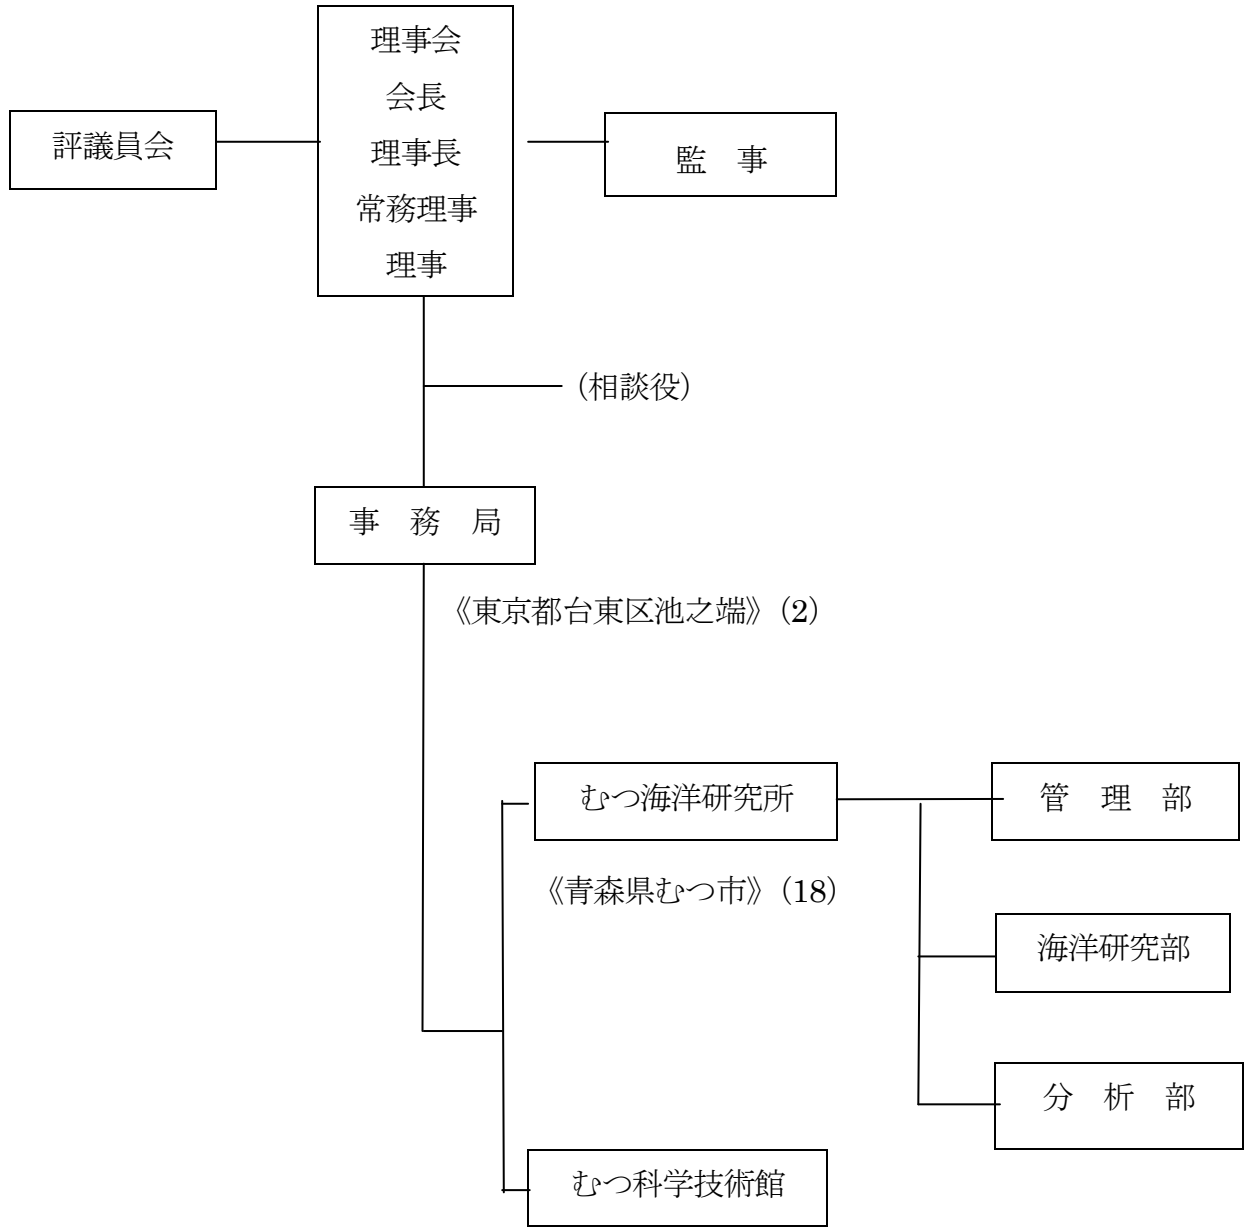 理事会
会長
理事長
常務理事
理事
評議員会
監　事
（相談役）
事　務　局
《東京都台東区池之端》（2）
むつ海洋研究所
管　理　部
《青森県むつ市》（18）
海洋研究部
分　析　部
むつ科学技術館